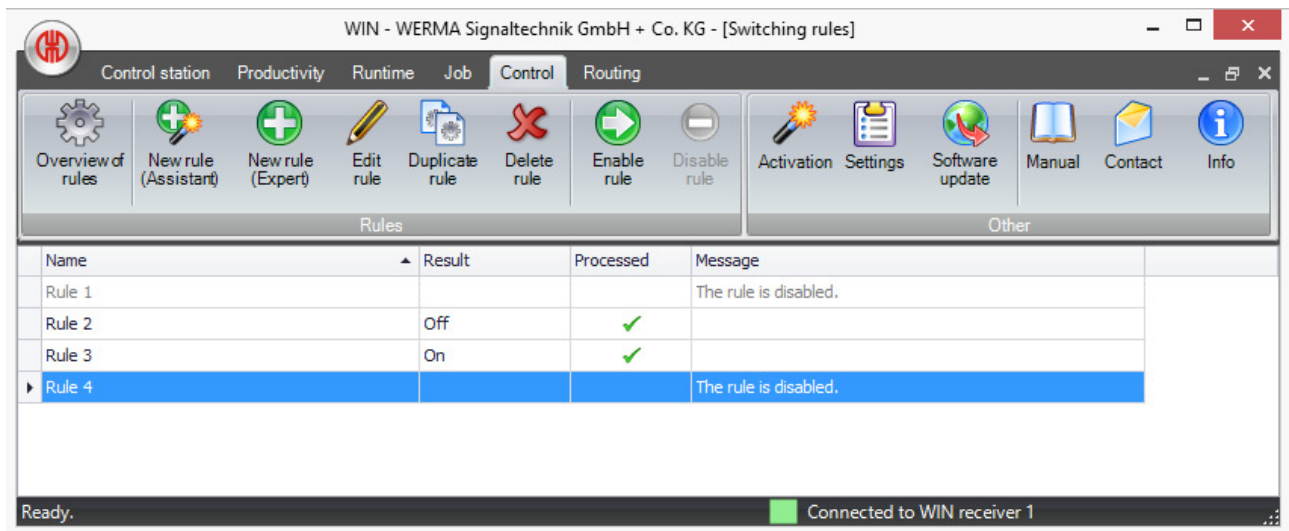 WIN - WERMA Signaltechnik GmbH + Co. KG - [Switching rules]
Control station Productivity Runtime Job Control Routing
Overview of rules New rule (Assistant) New rule (Expert) Edit rule Duplicate rule Delete rule Enable rule Disable rule Activation Settings Software update Manual Contact Info
Rules Other
Name Result Processed Message
Rule 1 The rule is disabled.
Rule 2 Off
Rule 3 On
Rule 4 The rule is disabled.
Ready. Connected to WIN receiver 1